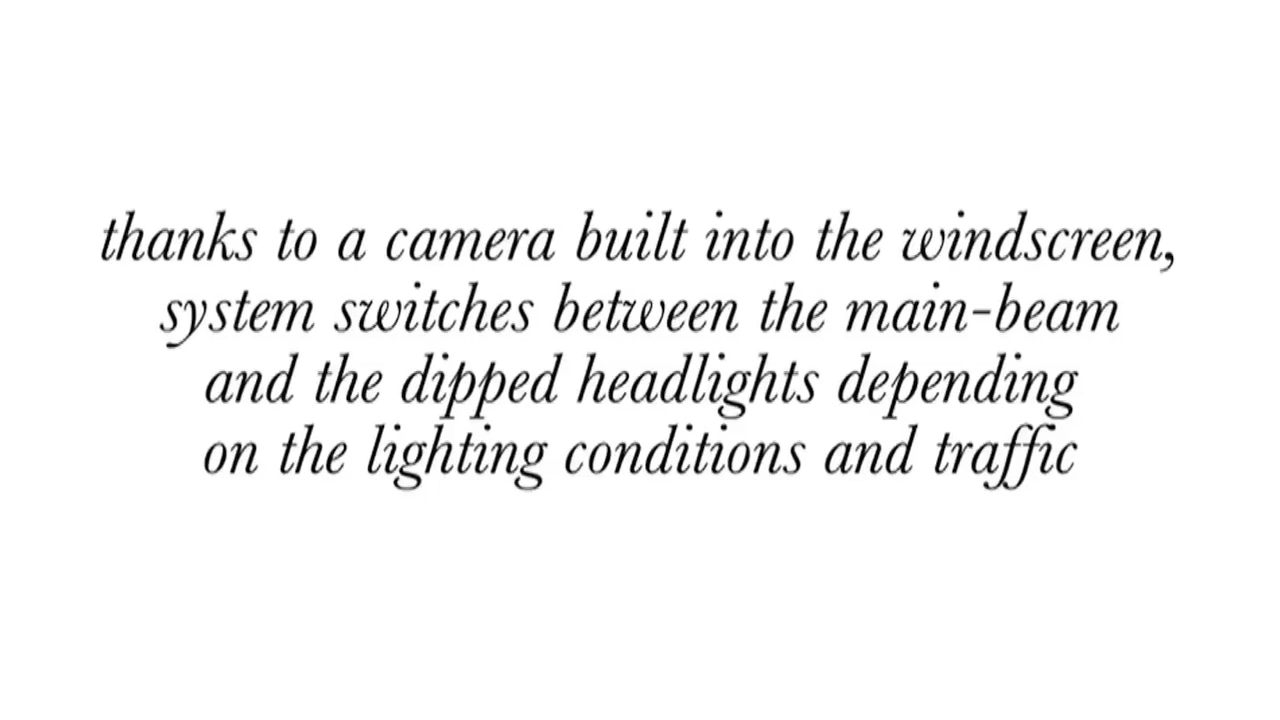 thanks to a camera built into the windscreen,
system switches between the main-beam
and the dipped headlights depending
on the lighting conditions and traffic